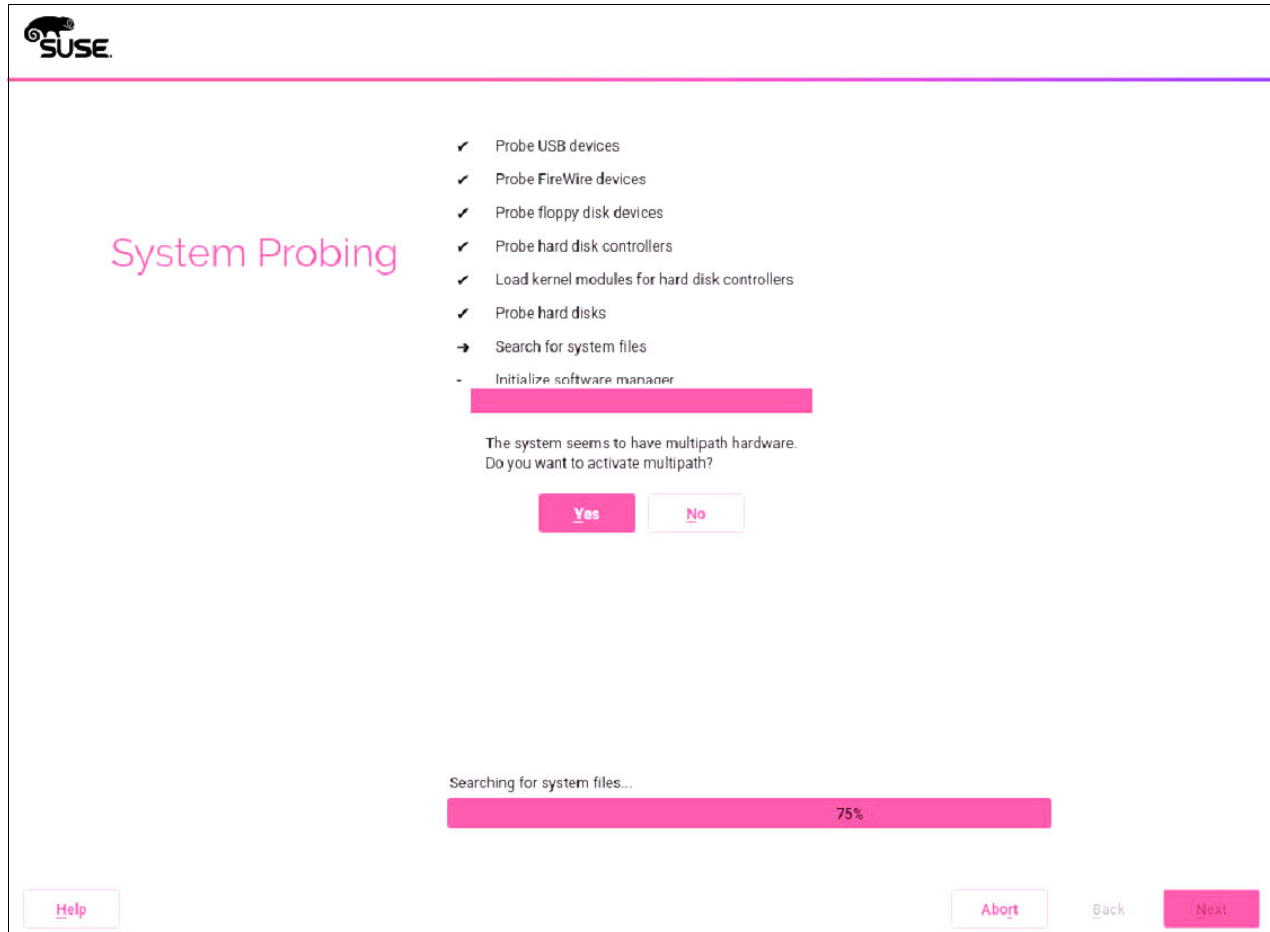 SUSE.
System Probing
✔ Probe USB devices
✔ Probe FireWire devices
✔ Probe floppy disk devices
✔ Probe hard disk controllers
✔ Load kernel modules for hard disk controllers
✔ Probe hard disks
➔ Search for system files
- Initialize software manager
The system seems to have multipath hardware.
Do you want to activate multipath?
Yes No
Searching for system files...
75%
Help Abort Back Next